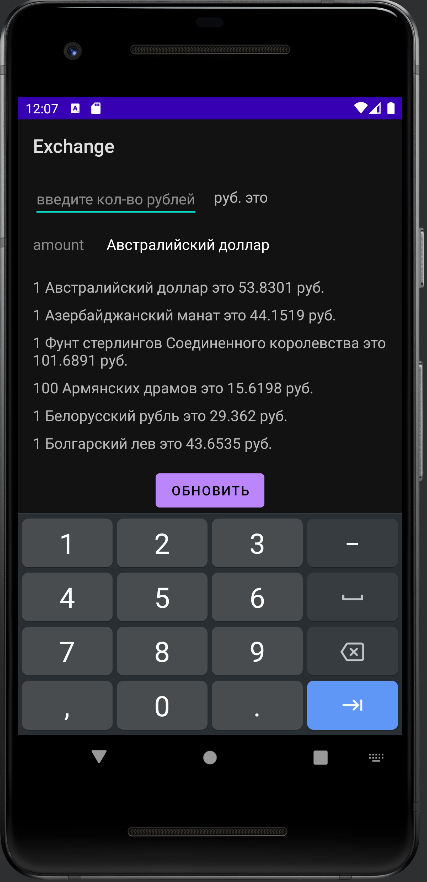 12:07 A
Exchange
введите кол-во рублей руб. это
amount Австралийский доллар
1 Австралийский доллар это 53.8301 руб.
1 Азербайджанский манат это 44.1519 руб.
1 Фунт стерлингов Соединенного королевства это
101.6891 руб.
100 Армянских драмов это 15.6198 руб.
1 Белорусский рубль это 29.362 руб.
1 Болгарский лев это 43.6535 руб.
ОБНОВИТЬ
1 2 3 −
4 5 6
7 8 9
, 0 .